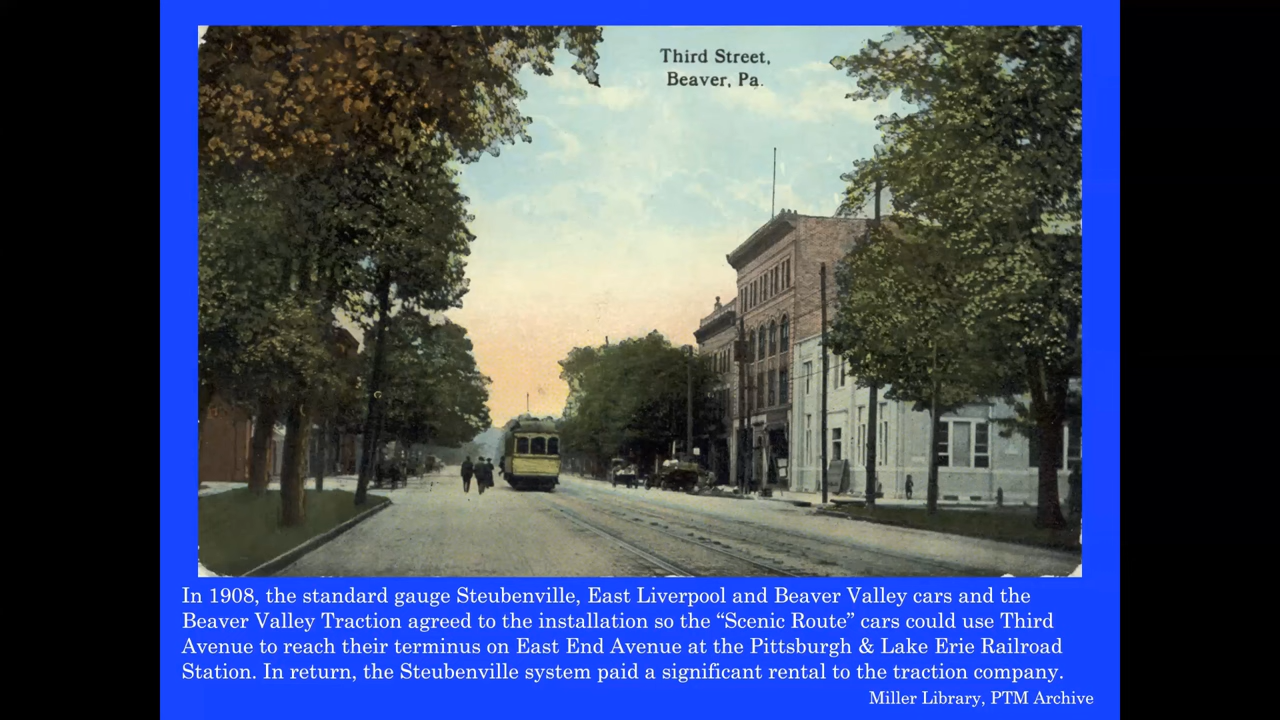 Third Street,
Beaver, Pa.
In 1908, the standard gauge Steubenville, East Liverpool and Beaver Valley cars and the
Beaver Valley Traction agreed to the installation so the “Scenic Route” cars could use Third
Avenue to reach their terminus on East End Avenue at the Pittsburgh & Lake Erie Railroad
Station. In return, the Steubenville system paid a significant rental to the traction company.
Miller Library, PTM Archive